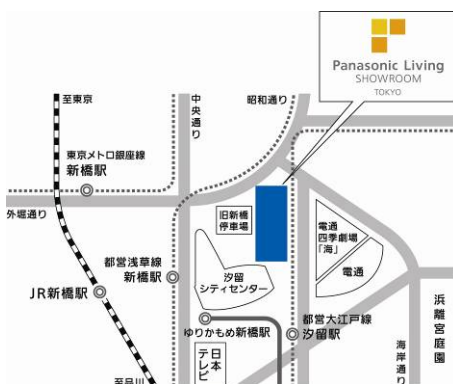 Panasonic Living
SHOWROOM
TOKYO
至東京
中央通り
昭和通り
東京メトロ銀座線
新橋駅
外堀通り
旧新橋
停車場
電通
四季劇場
「海」
電通
都営浅草線
新橋駅
汐留
シティセンター
JR新橋駅
ゆりかもめ新橋駅
都営大江戸線
汐留駅
浜離宮庭園
海岸通り
日本
テレビ
至品川